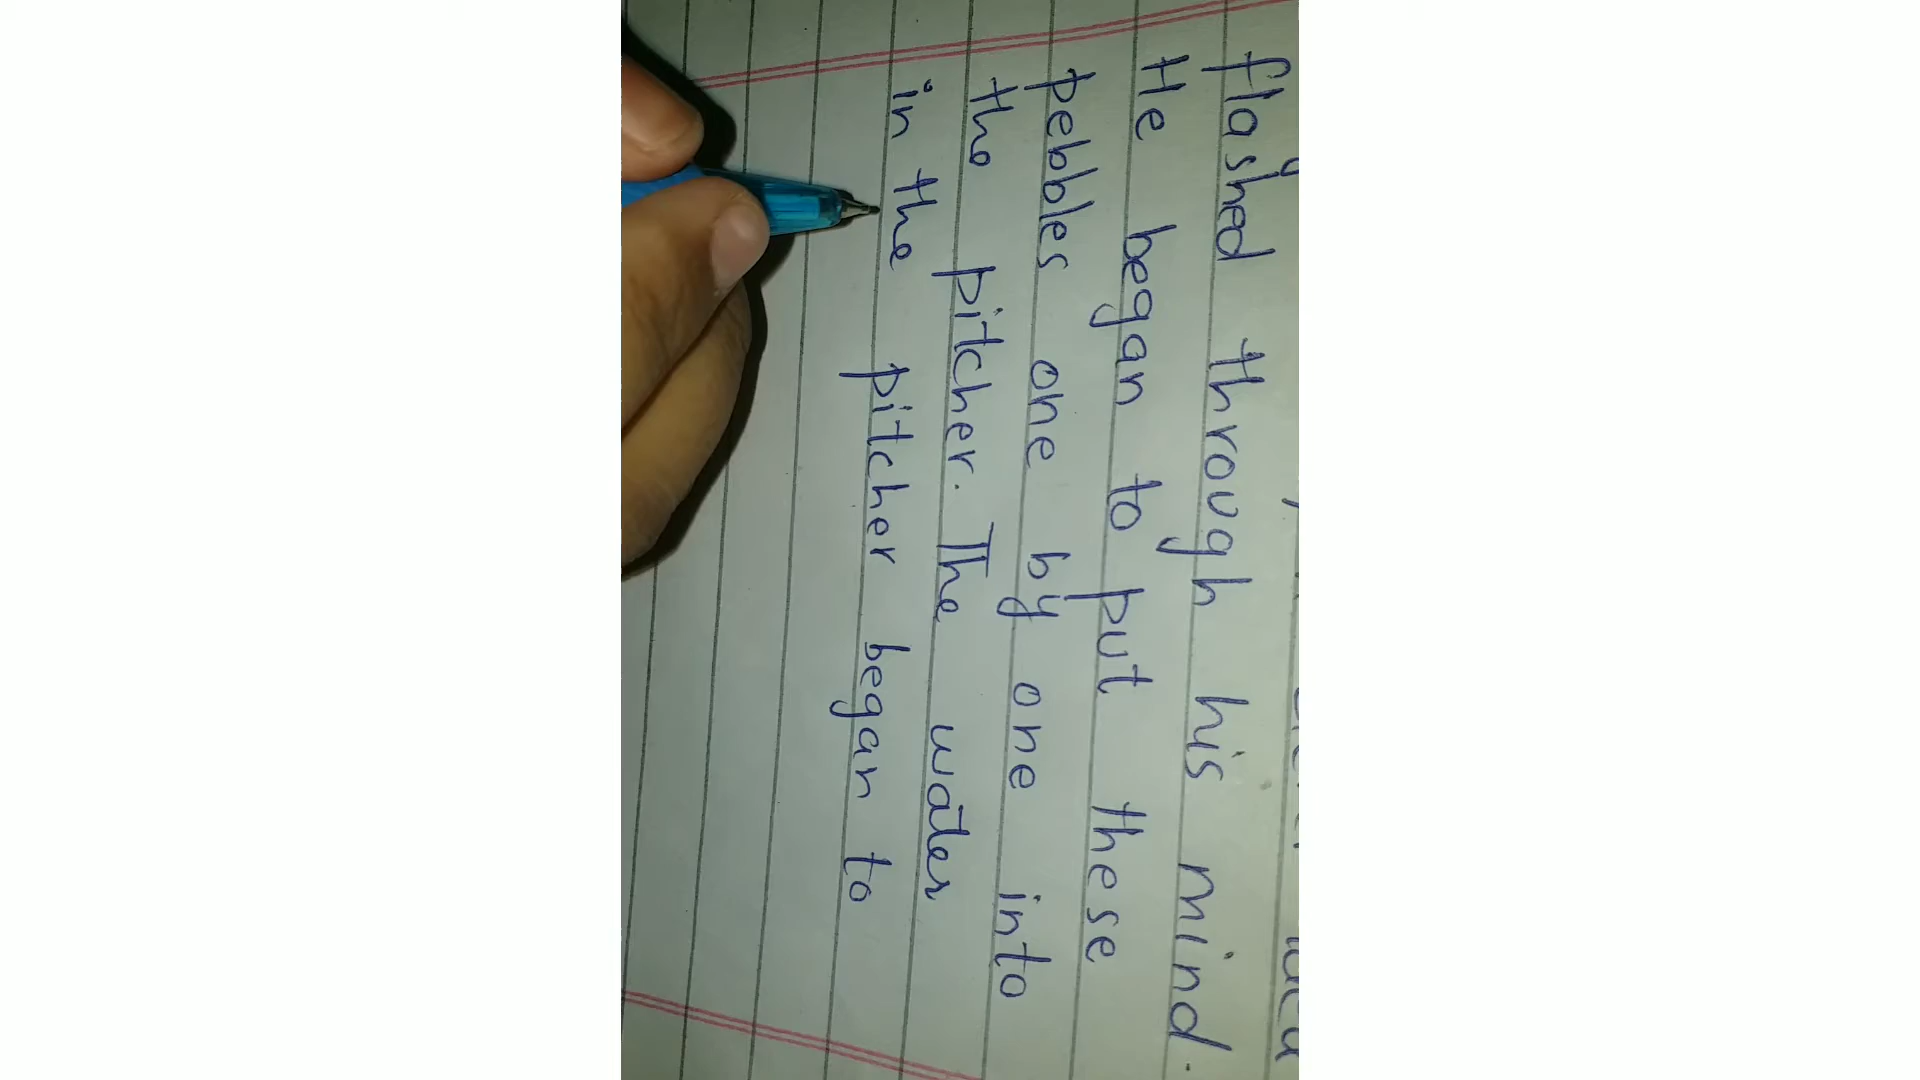 flashed through his mind.
He began to put these
pebbles one by one into
the pitcher. The water
in the pitcher began to